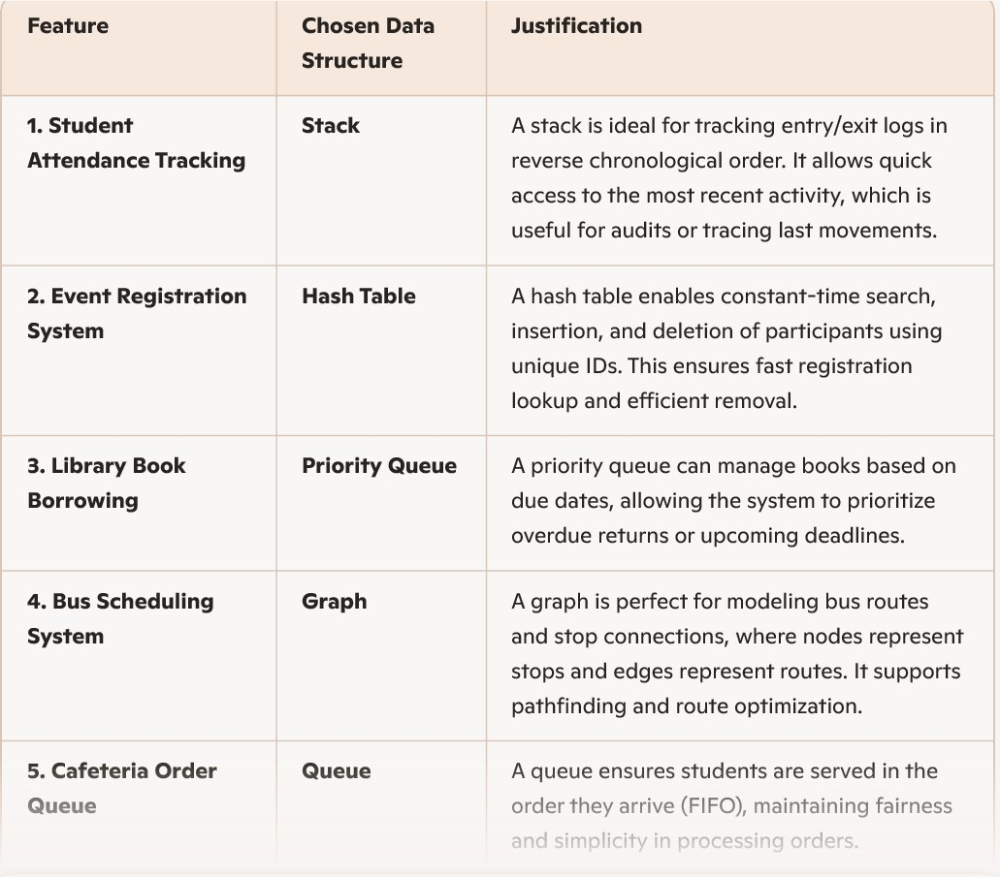 Feature
Chosen Data
Structure
Justification
1. Student
Attendance Tracking
Stack
A stack is ideal for tracking entry/exit logs in
reverse chronological order. It allows quick
access to the most recent activity, which is
useful for audits or tracing last movements.
2. Event Registration
System
Hash Table
A hash table enables constant-time search,
insertion, and deletion of participants using
unique IDs. This ensures fast registration
lookup and efficient removal.
3. Library Book
Borrowing
Priority Queue
A priority queue can manage books based on
due dates, allowing the system to prioritize
overdue returns or upcoming deadlines.
4. Bus Scheduling
System
Graph
A graph is perfect for modeling bus routes
and stop connections, where nodes represent
stops and edges represent routes. It supports
pathfinding and route optimization.
5. Cafeteria Order
Queue
Queue
A queue ensures students are served in the
order they arrive (FIFO), maintaining fairness
and simplicity in processing orders.